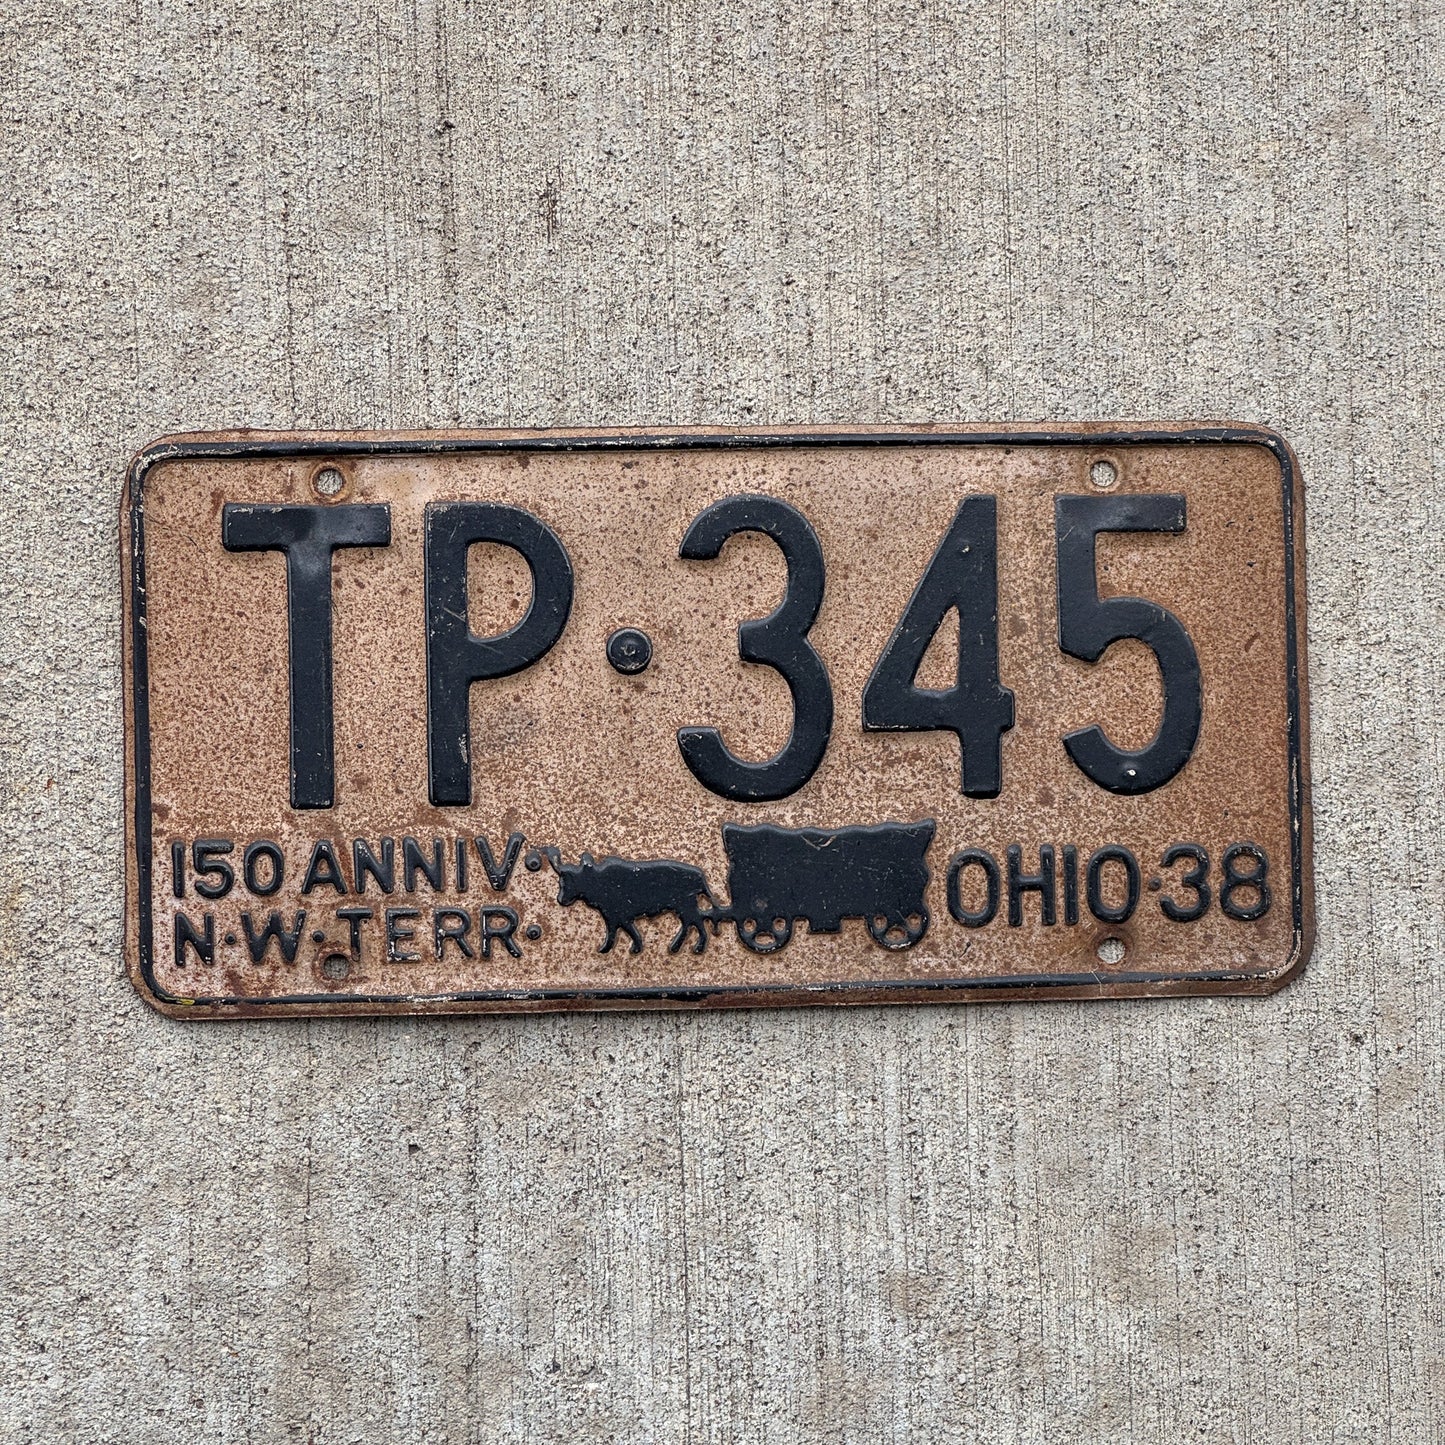 TP·345
150 ANNIV·
N·W·TERR·
OHIO·38